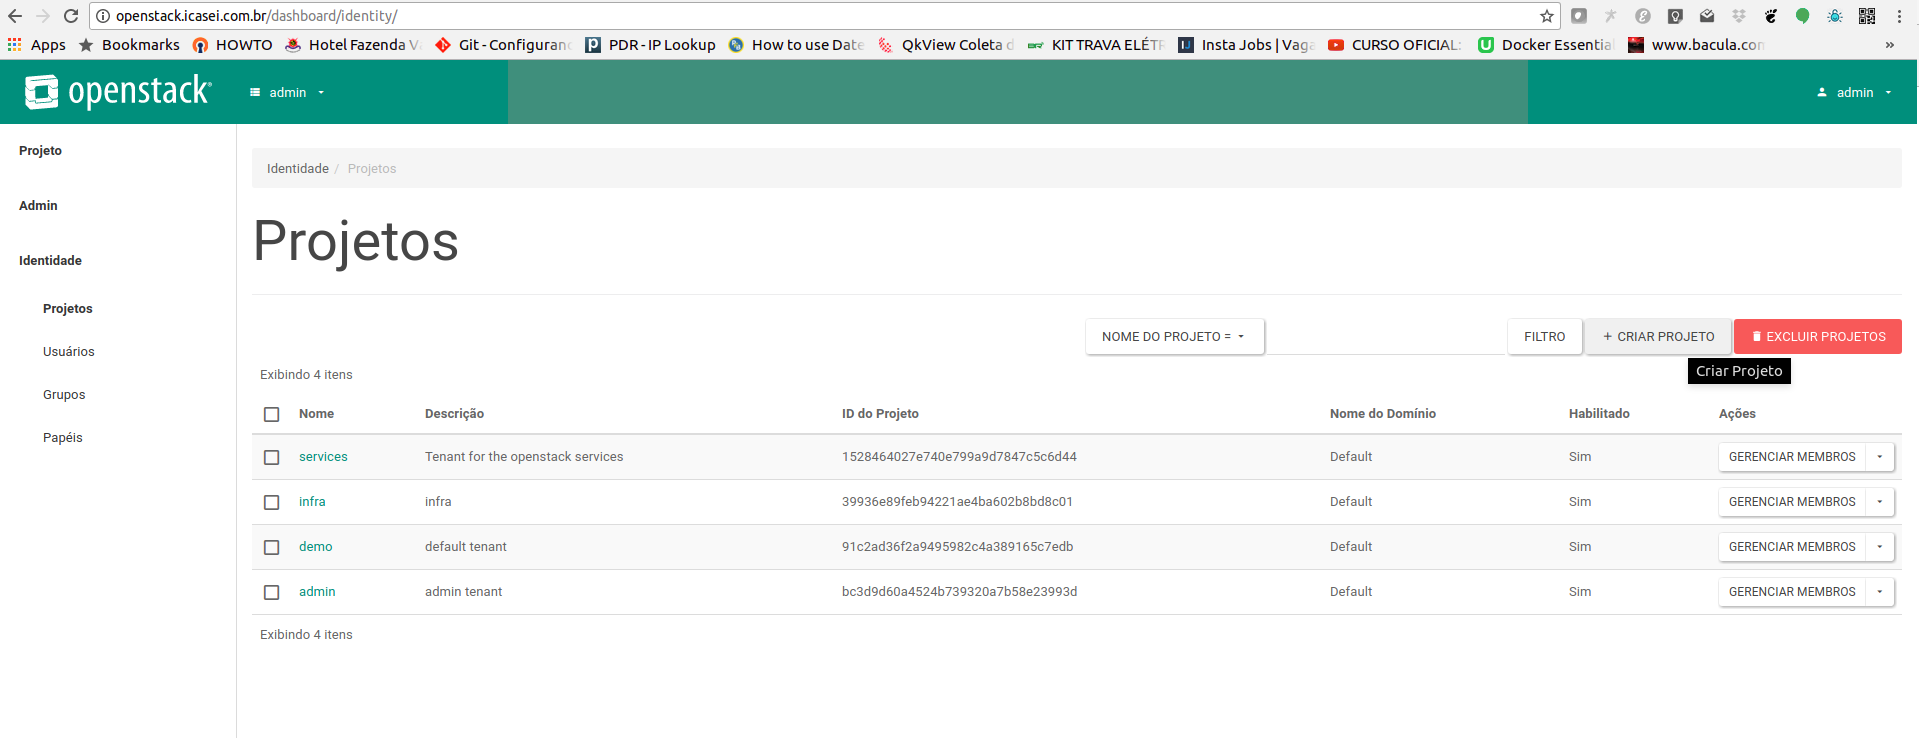 openstack.icasei.com.br/dashboard/identity/
Apps Bookmarks HOWTO Hotel Fazenda Git - Configuran PDR - IP Lookup How to use Date QkView Coleta d KIT TRAVA ELÉTR Insta Jobs | Vaga CURSO OFICIAL: Docker Essential www.bacula.com »
openstack admin admin
Projeto
Admin
Identidade
Projetos
Usuários
Grupos
Papéis
Identidade / Projetos
Projetos
NOME DO PROJETO = FILTRO + CRIAR PROJETO EXCLUIR PROJETOS
Criar Projeto
Exibindo 4 itens
Nome Descrição ID do Projeto Nome do Domínio Habilitado Ações
services Tenant for the openstack services 1528464027e740e799a9d7847c5c6d44 Default Sim GERENCIAR MEMBROS
infra infra 39936e89feb94221ae4ba602b8bd8c01 Default Sim GERENCIAR MEMBROS
demo default tenant 91c2ad36f2a9495982c4a389165c7edb Default Sim GERENCIAR MEMBROS
admin admin tenant bc3d9d60a4524b739320a7b58e23993d Default Sim GERENCIAR MEMBROS
Exibindo 4 itens